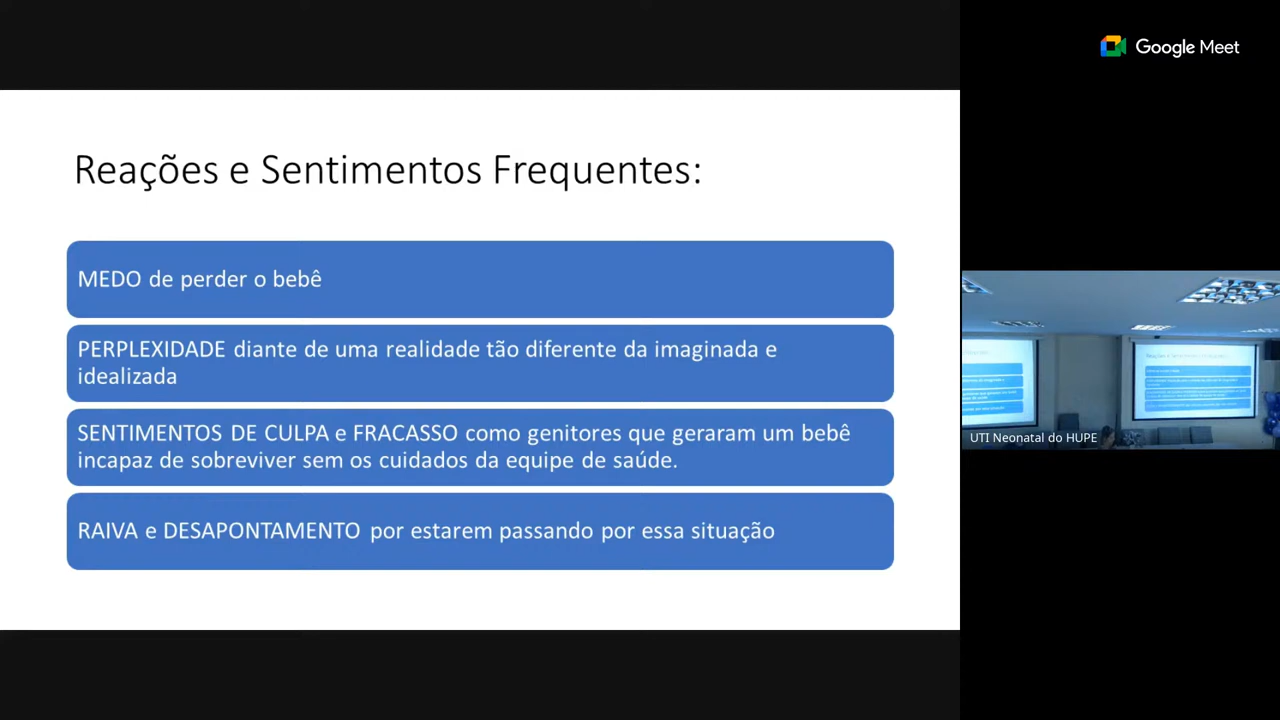 Reações e Sentimentos Frequentes:
MEDO de perder o bebê
PERPLEXIDADE diante de uma realidade tão diferente da imaginada e
idealizada
SENTIMENTOS DE CULPA e FRACASSO como genitores que geraram um bebê
incapaz de sobreviver sem os cuidados da equipe de saúde.
RAIVA e DESAPONTAMENTO por estarem passando por essa situação
Google Meet
UTI Neonatal do HUPE